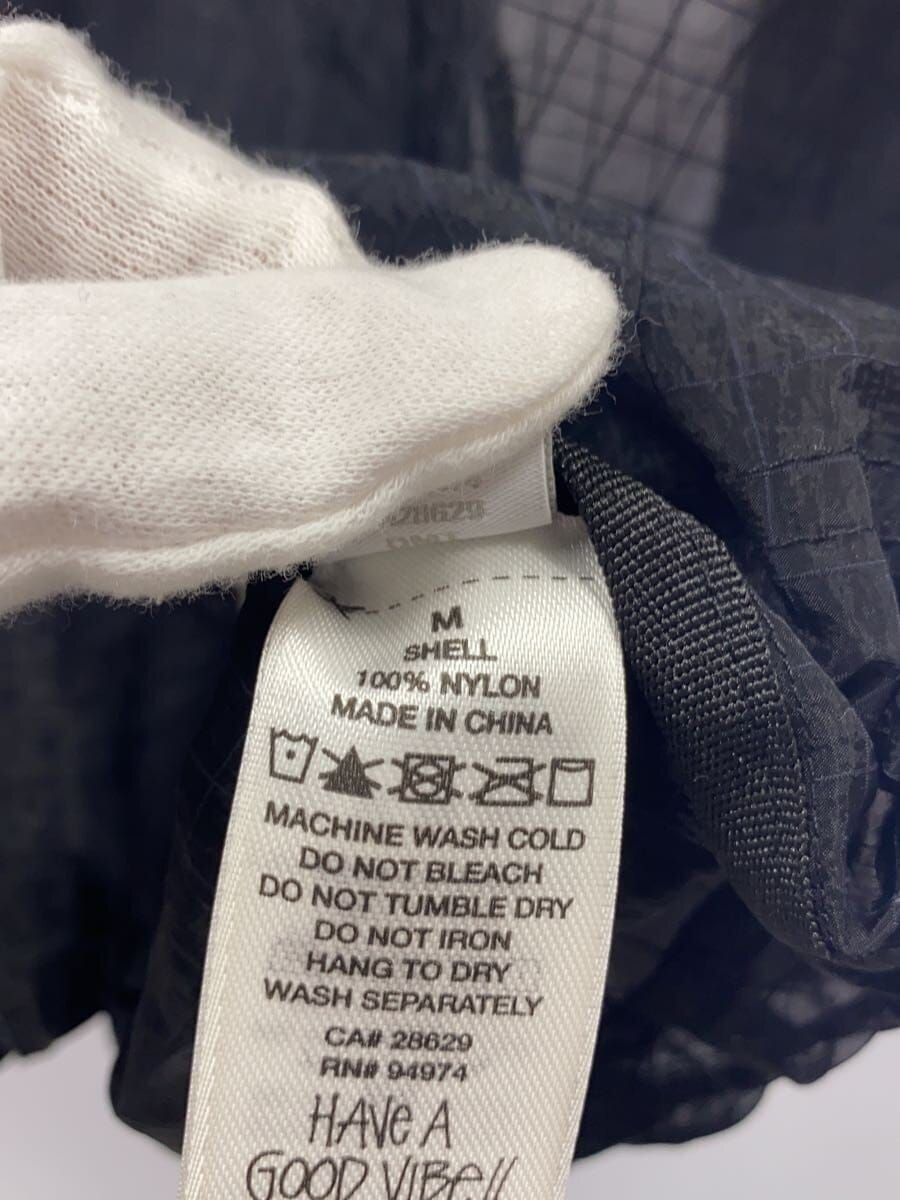 28629
M
SHELL
100% NYLON
MADE IN CHINA
MACHINE WASH COLD
DO NOT BLEACH
DO NOT TUMBLE DRY
DO NOT IRON
HANG TO DRY
WASH SEPARATELY
CA# 28629
RN# 94974
HAVE A
GOOD VIBE!!